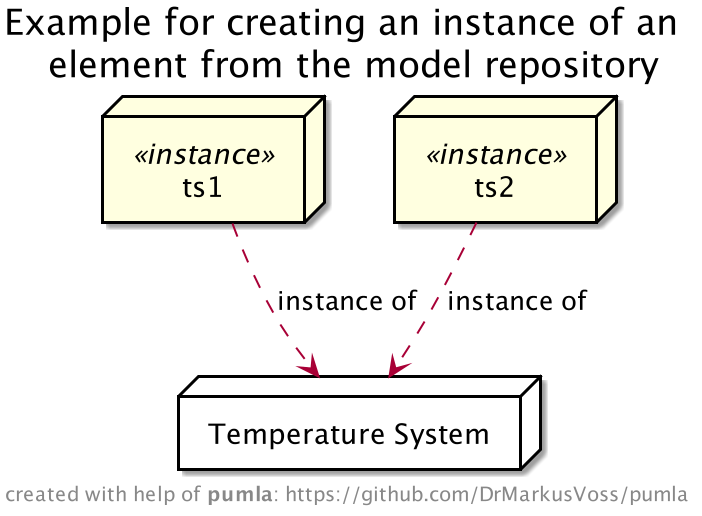 Example for creating an instance of an
element from the model repository
«instance»
ts1
«instance»
ts2
instance of
instance of
Temperature System
created with help of pumla: https://github.com/DrMarkusVoss/pumla